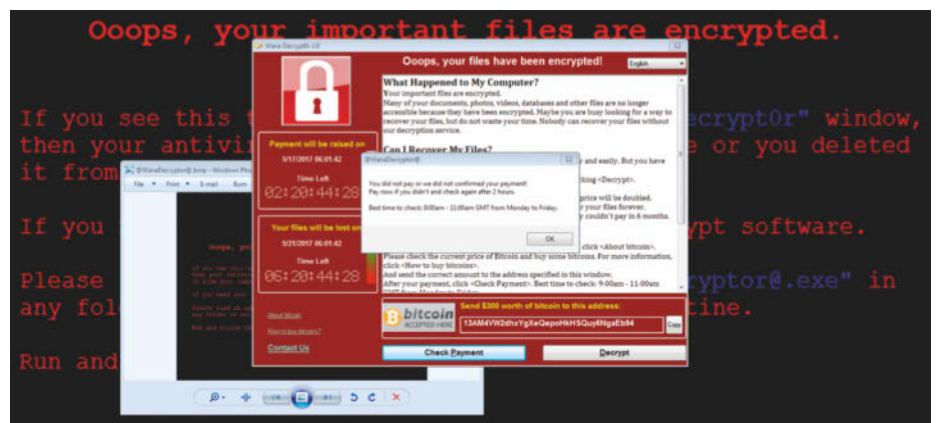 Ooops, your important files are encrypted.
If you see this
ecrypt0r" window,
then your antivir
e or you deleted
it from
If you
ypt software.
Please
ryptor@.exe" in
any fol
tine.
Run and
Wana Decrypt0r 2.0
Ooops, your files have been encrypted!
English
Payment will be raised on
5/17/2017 06:01:42
Time Left
02:20:44:28
Your files will be lost on
5/21/2017 06:01:42
Time Left
06:20:44:28
About bitcoin
How to buy bitcoins?
Contact Us
What Happened to My Computer?
Your important files are encrypted.
Many of your documents, photos, videos, databases and other files are no longer
accessible because they have been encrypted. Maybe you are busy looking for a way to
recover your files, but do not waste your time. Nobody can recover your files without
our decryption service.
Can I Recover My Files?
y and easily. But you have
cking <Decrypt>.
price will be doubled.
r your files forever.
y couldn't pay in 6 months.
click <About bitcoin>.
Please check the current price of Bitcoin and buy some bitcoins. For more information,
click <How to buy bitcoins>.
And send the correct amount to the address specified in this window.
After your payment, click <Check Payment>. Best time to check: 9:00am - 11:00am
GMT from Monday to Friday.
@WanaDecryptor@
You did not pay or we did not confirmed your payment!
Pay now if you didn't and check again after 2 hours.
Best time to check: 9:00am - 11:00am GMT from Monday to Friday.
OK
bitcoin
ACCEPTED HERE
Send $300 worth of bitcoin to this address:
13AM4VW2dhxYgXeQepoHkHSQuy6NgaEb94
Copy
Check Payment
Decrypt
@WanaDecryptor@.bmp - Windows Pho
File
Print
E-mail
Burn
Ooops, yo